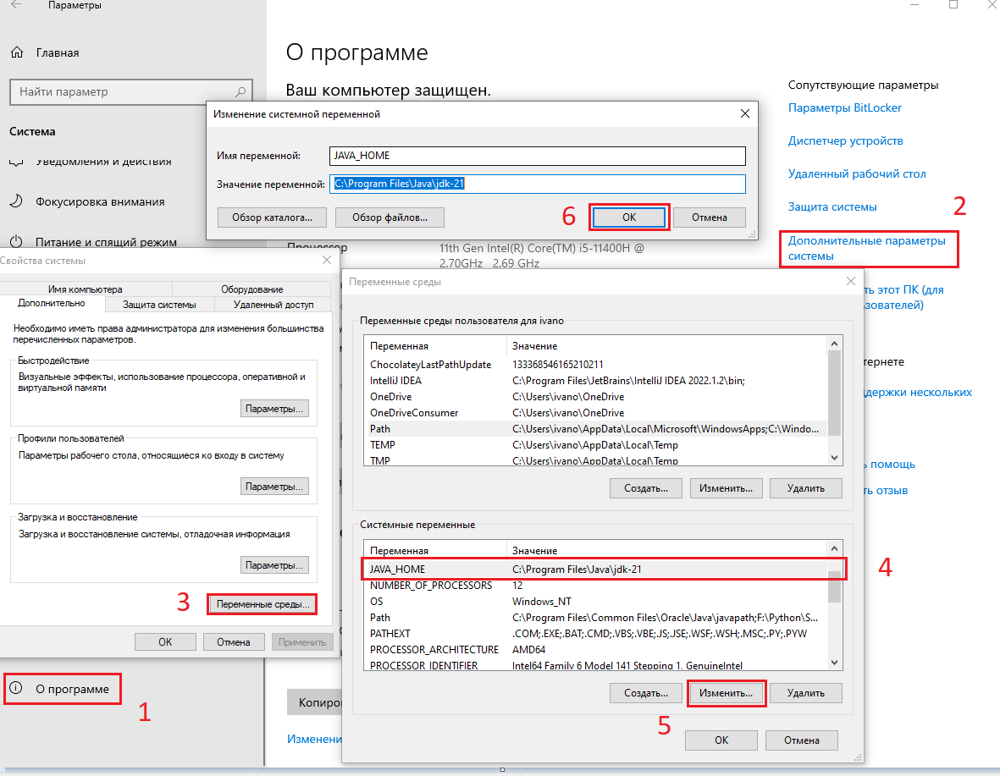 Параметры
Главная
Найти параметр
Система
Уведомления и действия
Фокусировка внимания
Питание и спящий режим
О программе
1
О программе
Ваш компьютер защищен.
Процессор
11th Gen Intel(R) Core(TM) i5-11400H @
2.70GHz 2.69 GHz
Копиро
Изменени
Сопутствующие параметры
Параметры BitLocker
Диспетчер устройств
Удаленный рабочий стол
Защита системы
2
Дополнительные параметры
системы
ть этот ПК (для
зователей)
тернете
ддержки нескольких
ь помощь
ть отзыв
Изменение системной переменной
Имя переменной:
JAVA_HOME
Значение переменной:
C:\Program Files\Java\jdk-21
Обзор каталога...
Обзор файлов...
6
ОК
Отмена
Свойства системы
Имя компьютера
Оборудование
Дополнительно
Защита системы
Удаленный доступ
Необходимо иметь права администратора для изменения большинства
перечисленных параметров.
Быстродействие
Визуальные эффекты, использование процессора, оперативной и
виртуальной памяти
Параметры...
Профили пользователей
Параметры рабочего стола, относящиеся ко входу в систему
Параметры...
Загрузка и восстановление
Загрузка и восстановление системы, отладочная информация
Параметры...
3
Переменные среды...
ОК
Отмена
Применить
Переменные среды
Переменные среды пользователя для ivano
Переменная Значение
ChocolateyLastPathUpdate 133368546165210211
IntelliJ IDEA C:\Program Files\JetBrains\IntelliJ IDEA 2022.1.2\bin;
OneDrive C:\Users\ivano\OneDrive
OneDriveConsumer C:\Users\ivano\OneDrive
Path C:\Users\ivano\AppData\Local\Microsoft\WindowsApps;C:\Windo...
TEMP C:\Users\ivano\AppData\Local\Temp
TMP C:\Users\ivano\AppData\Local\Temp
Создать...
Изменить...
Удалить
Системные переменные
Переменная Значение
JAVA_HOME C:\Program Files\Java\jdk-21
4
NUMBER_OF_PROCESSORS 12
OS Windows_NT
Path C:\Program Files\Common Files\Oracle\Java\javapath;F:\Python\S...
PATHEXT .COM;.EXE;.BAT;.CMD;.VBS;.VBE;.JS;.JSE;.WSF;.WSH;.MSC;.PY;.PYW
PROCESSOR_ARCHITECTURE AMD64
PROCESSOR_IDENTIFIER Intel64 Family 6 Model 141 Stepping 1, GenuineIntel
Создать...
Изменить...
Удалить
5
ОК
Отмена